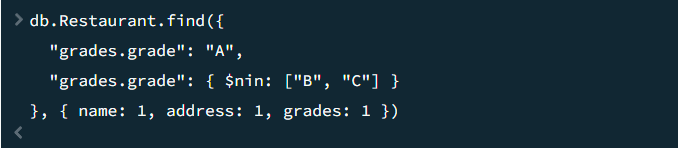 > db.Restaurant.find({
"grades.grade": "A",
"grades.grade": { $nin: ["B", "C"] }
}, { name: 1, address: 1, grades: 1 })
<